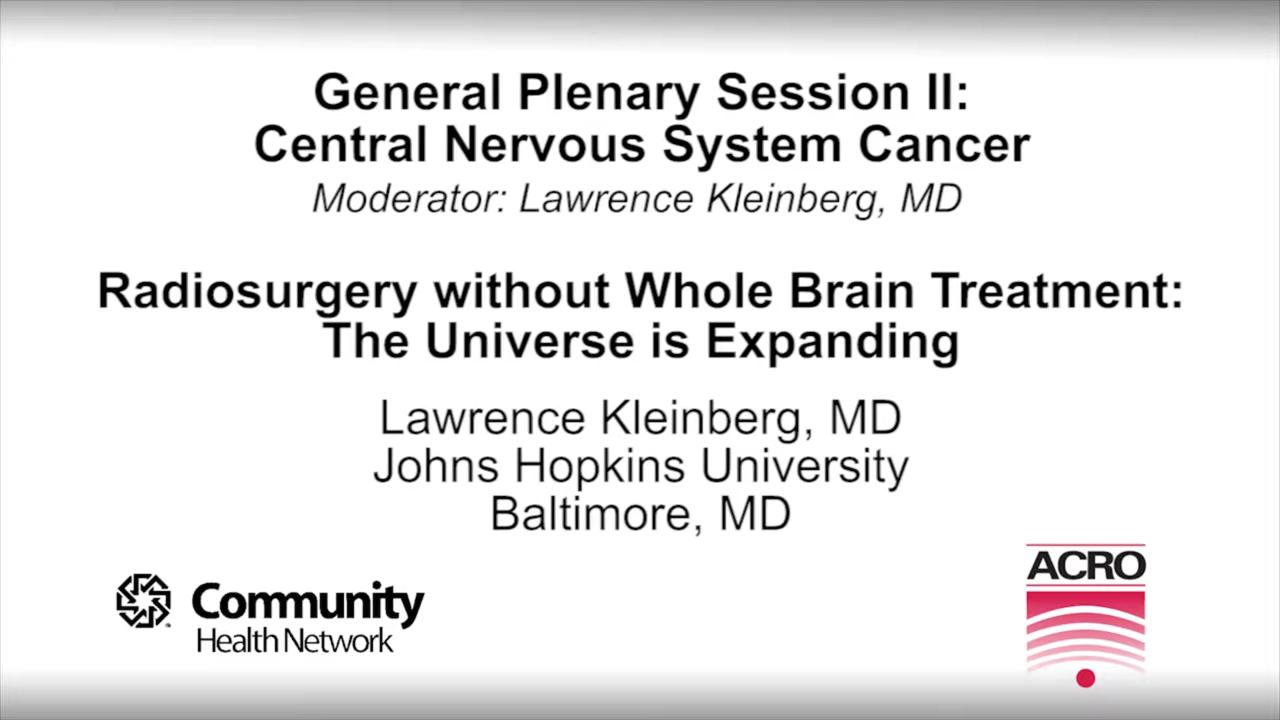 General Plenary Session II:
Central Nervous System Cancer
Moderator: Lawrence Kleinberg, MD
Radiosurgery without Whole Brain Treatment:
The Universe is Expanding
Lawrence Kleinberg, MD
Johns Hopkins University
Baltimore, MD
Community
Health Network
ACRO